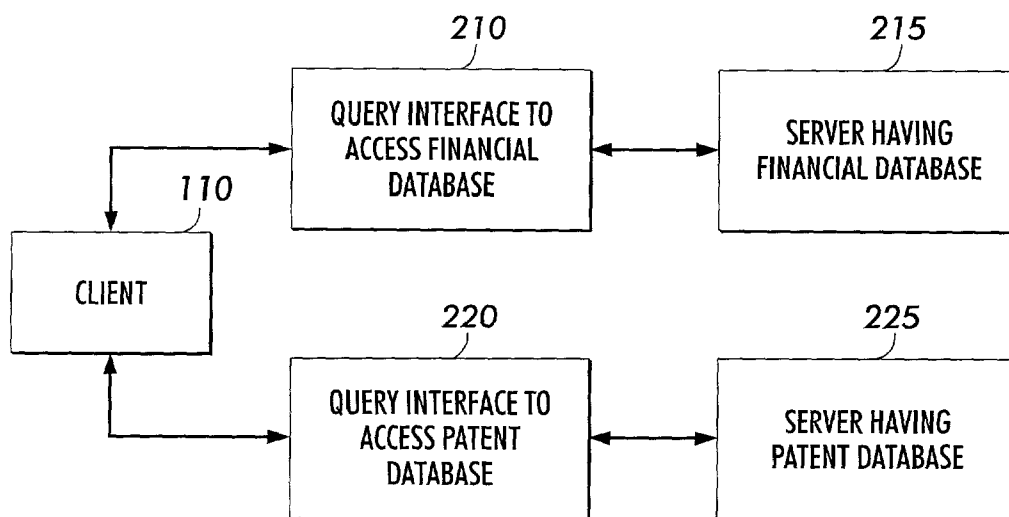 210
QUERY INTERFACE TO
ACCESS FINANCIAL
DATABASE
215
SERVER HAVING
FINANCIAL DATABASE
110
CLIENT
220
QUERY INTERFACE TO
ACCESS PATENT
DATABASE
225
SERVER HAVING
PATENT DATABASE